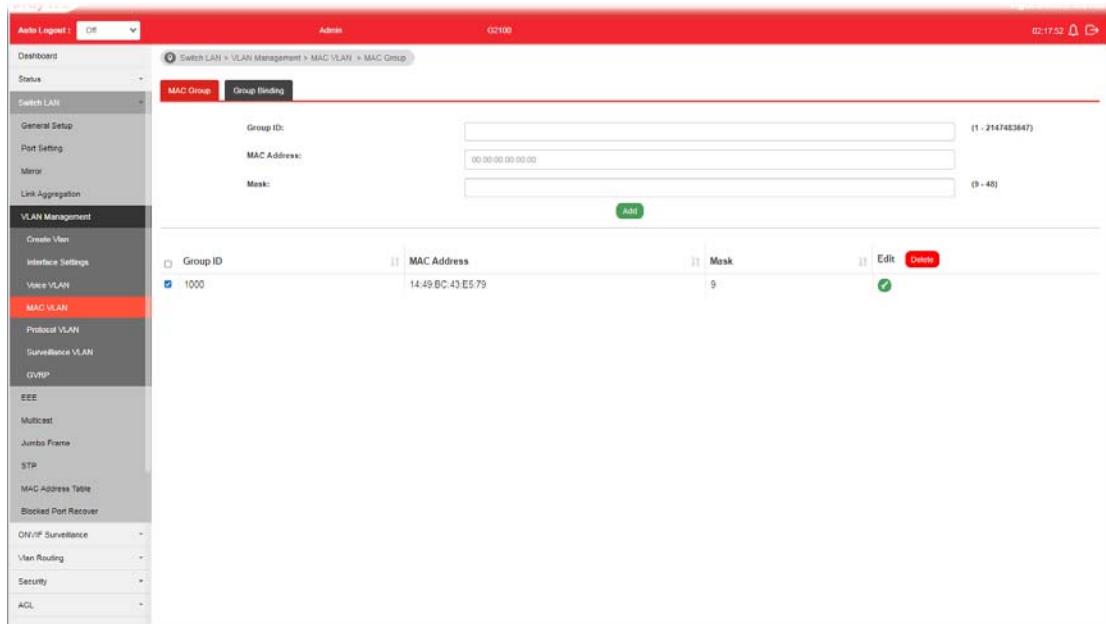 Auto Logout : Off Admin G2100 02:17:52
Dashboard
Switch LAN > VLAN Management > MAC VLAN > MAC Group
Status
MAC Group Group Binding
Switch LAN
General Setup
Group ID: (1 - 2147483647)
Port Setting
MAC Address: 00:00:00:00:00:00
Mirror
Mask: (9 - 48)
Link Aggregation
Add
VLAN Management
Create Vlan
Interface Settings
Group ID MAC Address Mask Edit Delete
Voice VLAN
1000 14:49:BC:43:E5:79 9
MAC VLAN
Protocol VLAN
Surveillance VLAN
GVRP
EEE
Multicast
Jumbo Frame
STP
MAC Address Table
Blocked Port Recover
ONVIF Surveillance
Vlan Routing
Security
ACL